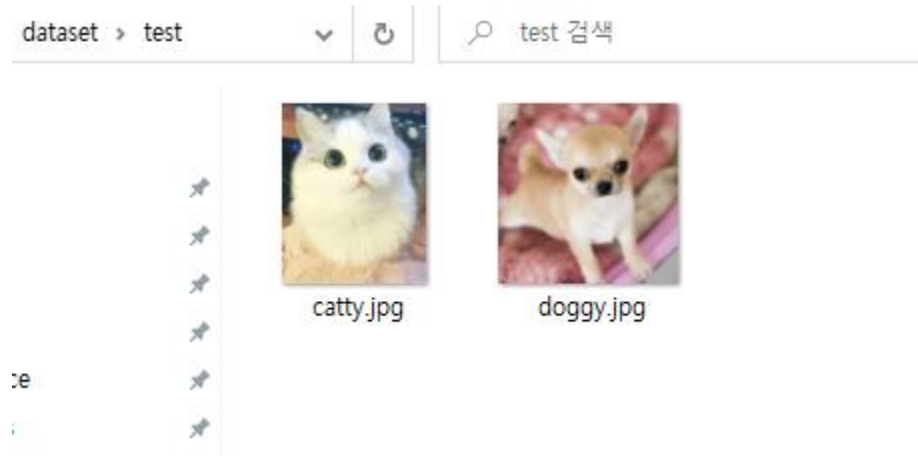 dataset > test
test 검색
catty.jpg
doggy.jpg
ce
s